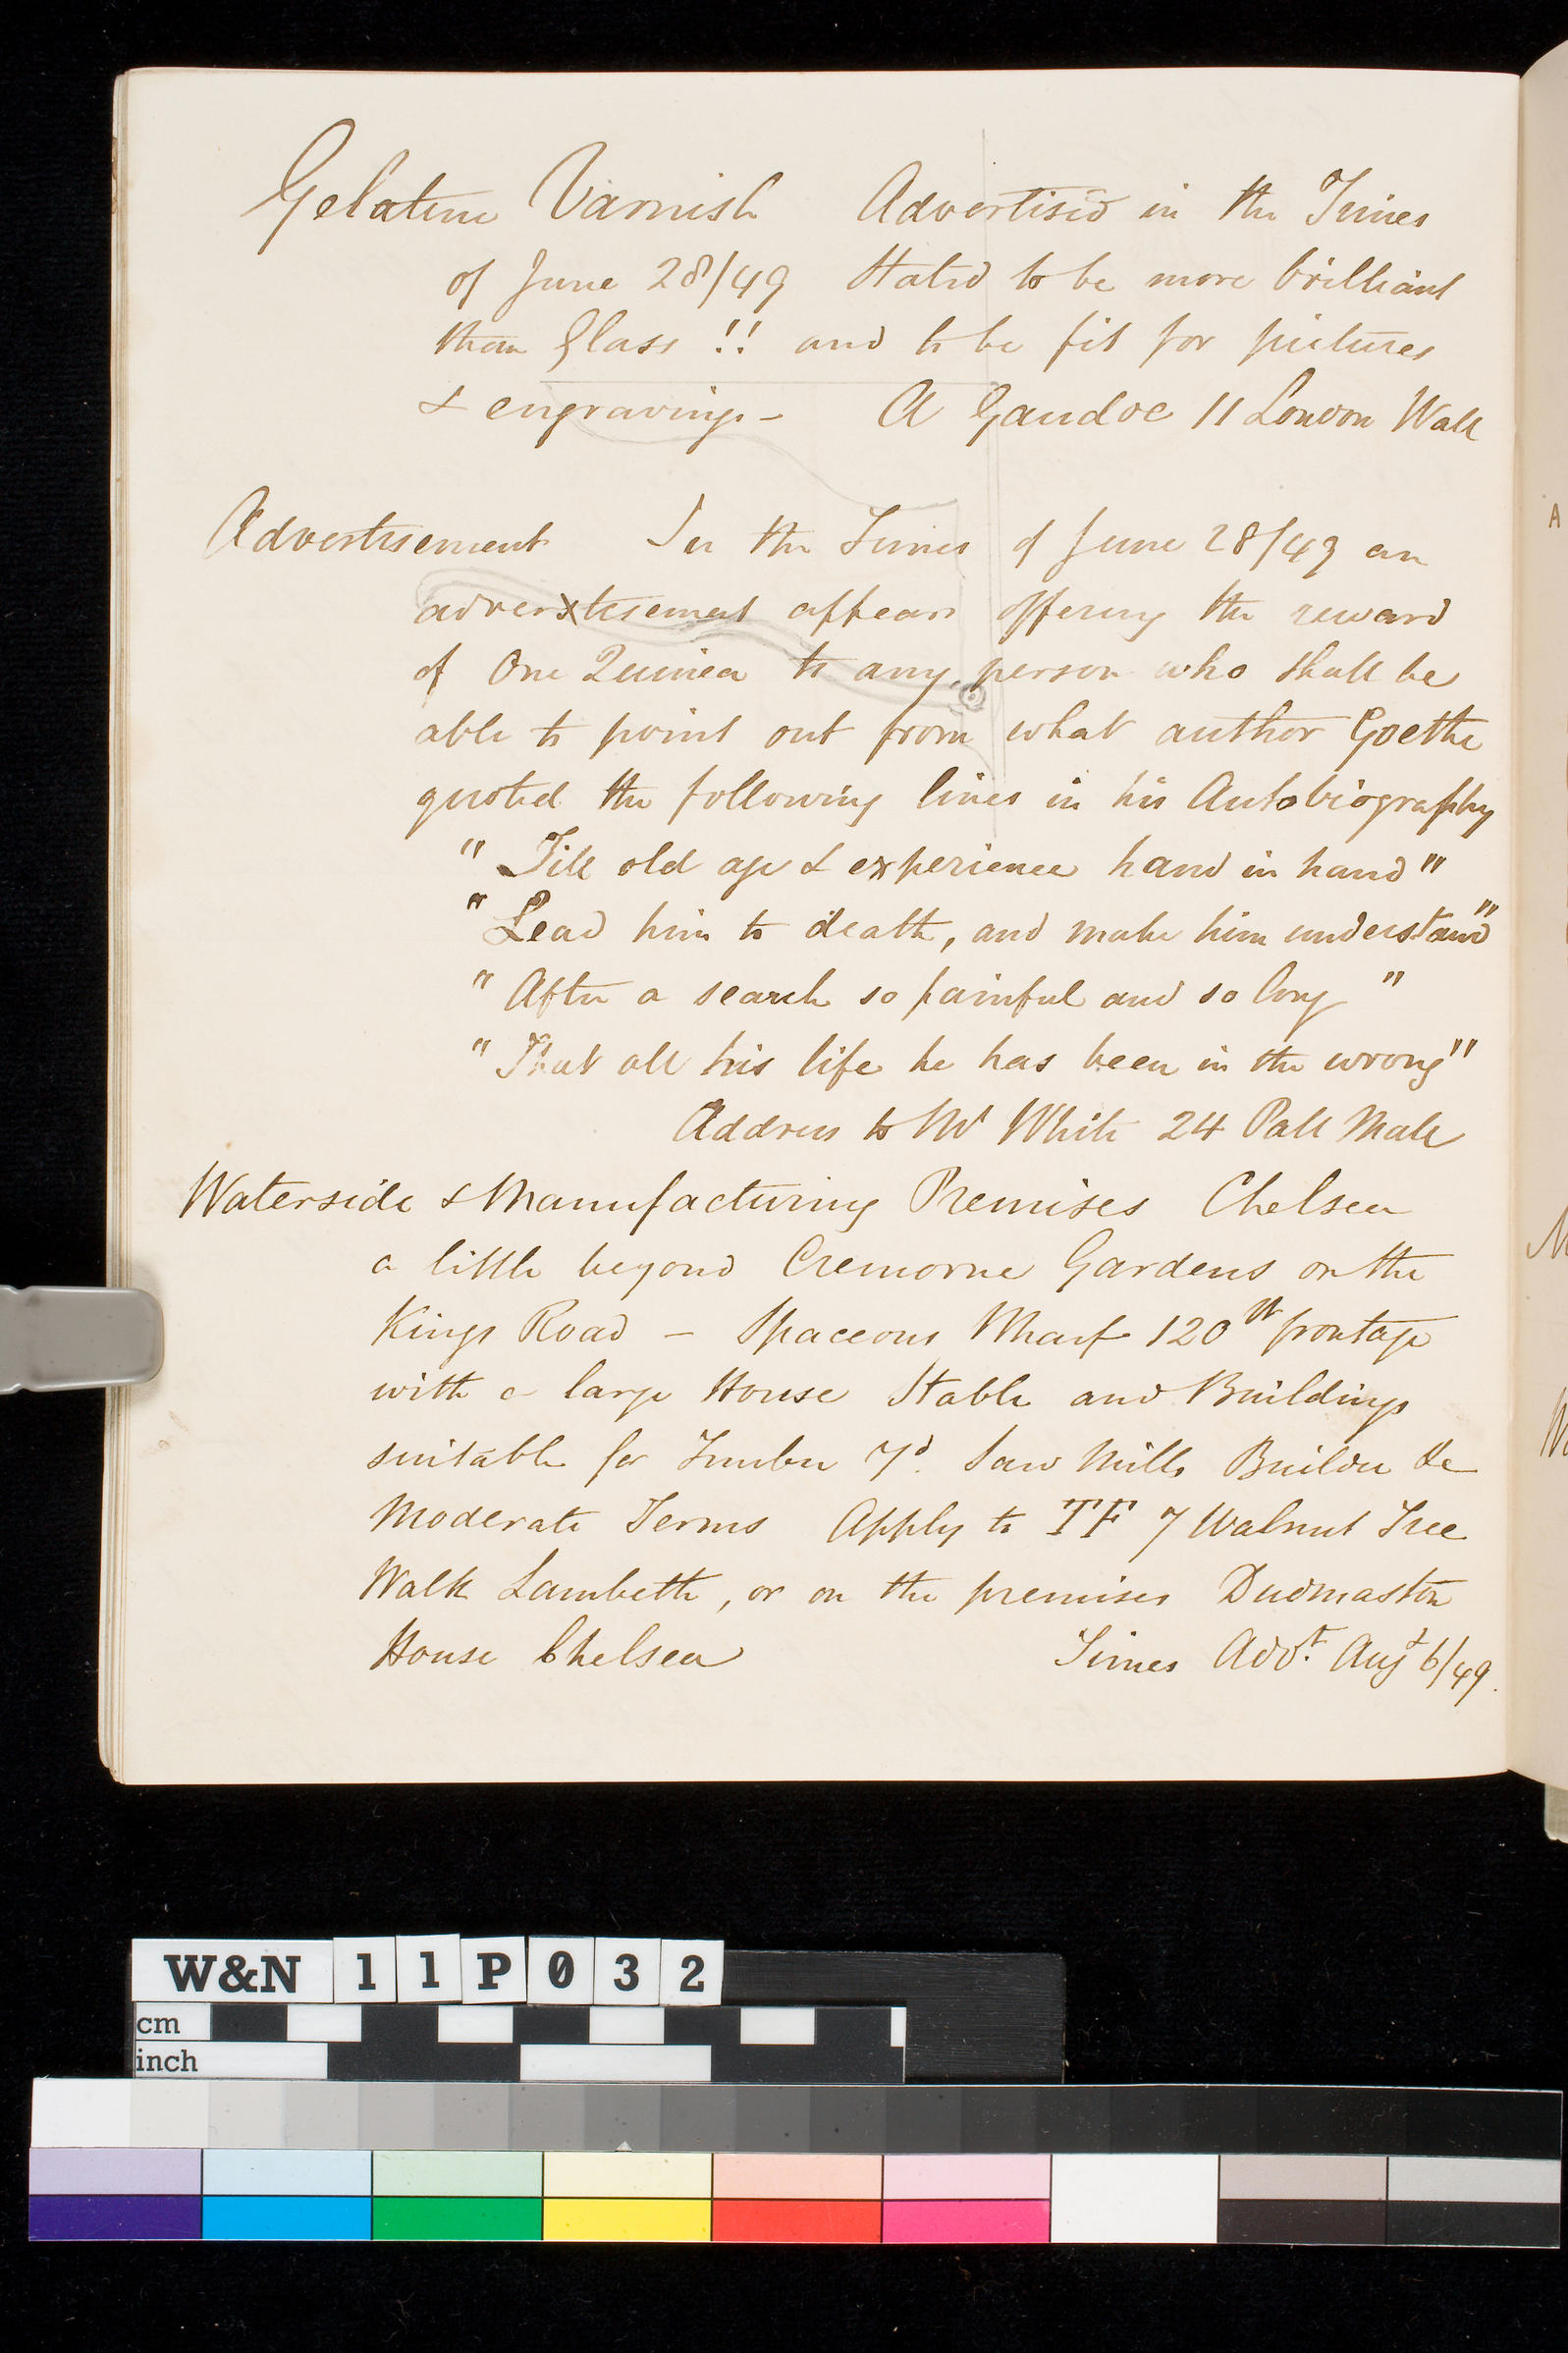 Gelatine Varnish Advertised in the Times
of June 28/49 Stated to be more brilliant
than Glass !! and to be fit for pictures
& engravings - A Gaudoc 11 London Wall
Advertisement In the Times of June 28/49 an
advertisement appears offering the reward
of One Guinea to any person who shall be
able to point out from what author Goethe
quoted the following lines in his Autobiography
" Till old age & experience hand in hand "
" Lead him to death, and make him understand "
" After a search so painful and so long "
" That all his life he has been in the wrong "
Address to Mr White 24 Pall Mall
Waterside & Manufacturing Premises Chelsea
a little beyond Cremorne Gardens on the
Kings Road - Spaceous Wharf 120 ft frontage
with a large House Stable and Buildings
suitable for Timber Yd. Saw Mills Builder &c
Moderate Terms Apply to TF 7 Walnut Tree
Walk Lambeth, or on the premises Dudmaston
House Chelsea Times Advt. Augt 6/49.
A
W&N 11P032
cm
inch